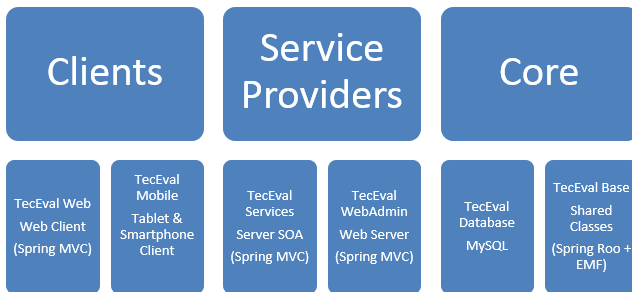 Clients
Service
Providers
Core
TecEval Web
Web Client
(Spring MVC)
TecEval
Mobile
Tablet &
Smartphone
Client
TecEval
Services
Server SOA
(Spring MVC)
TecEval
WebAdmin
Web Server
(Spring MVC)
TecEval
Database
MySQL
TecEval Base
Shared
Classes
(Spring Roo +
EMF)